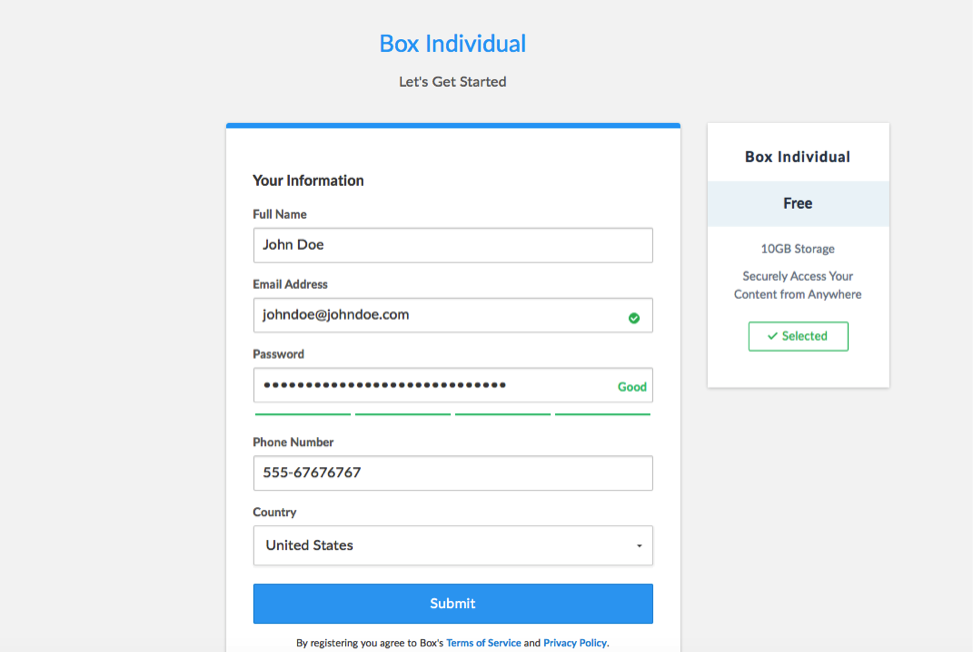 Box Individual
Let's Get Started
Your Information
Full Name
John Doe
Email Address
johndoe@johndoe.com
Password
•••••••••••••••••••••••••••••
Good
Phone Number
555-67676767
Country
United States
Submit
By registering you agree to Box's Terms of Service and Privacy Policy.
Box Individual
Free
10GB Storage
Securely Access Your
Content from Anywhere
Selected